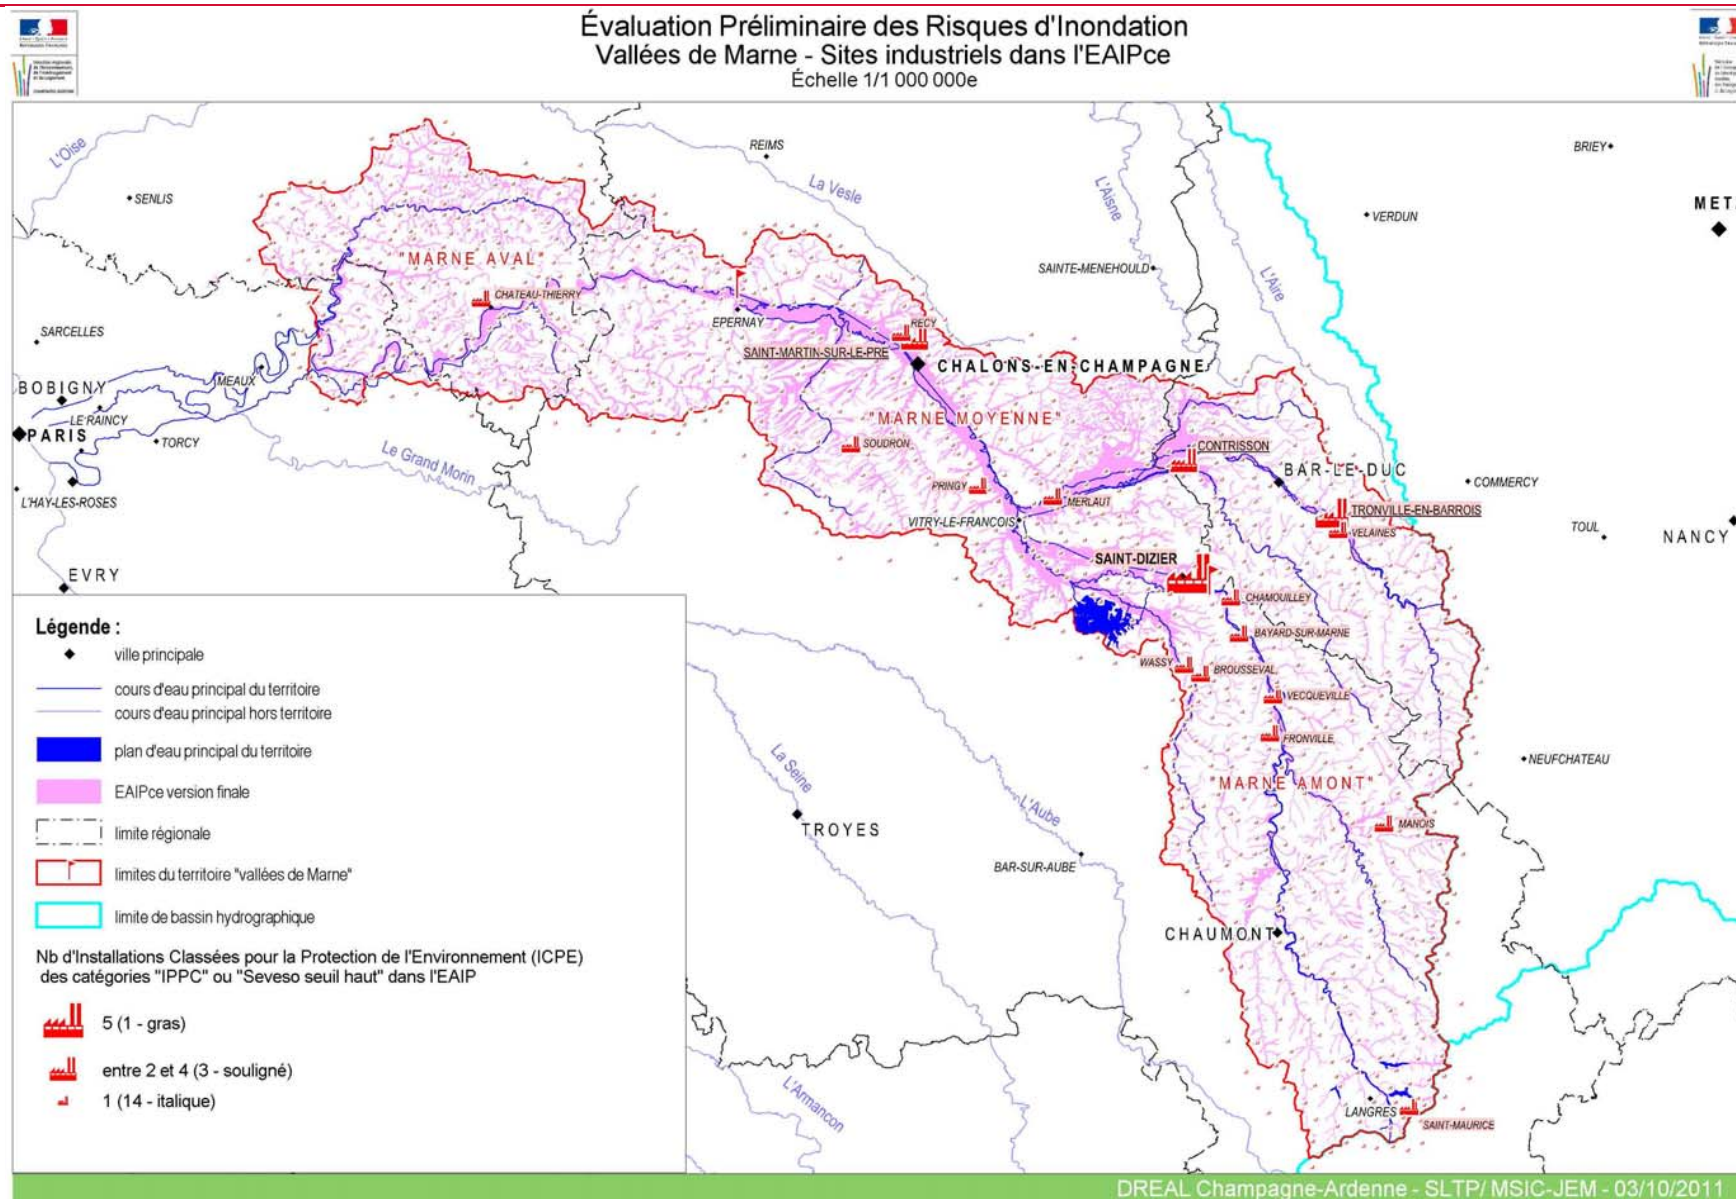 Évaluation Préliminaire des Risques d'Inondation
Vallées de Marne - Sites industriels dans l'EAIPce
Échelle 1/1 000 000e
L'Oise
SENLIS
REIMS
La Vesle
L'Aisne
BRIEY
VERDUN
MET
SAINTE-MENEHOULD
L'Aire
"MARNE AVAL"
CHATEAU-THIERRY
SARCELLES
EPERNAY
RECY
SAINT-MARTIN-SUR-LE-PRE
CHALONS-EN-CHAMPAGNE
MEAUX
BOBIGNY
LE RAINCY
PARIS
TORCY
Le Grand Morin
L'HAY-LES-ROSES
"MARNE MOYENNE"
SOUDRON
CONTRISSON
BAR-LE-DUC
COMMERCY
PRINGY
MERLAUT
TRONVILLE-EN-BARROIS
VITRY-LE-FRANCOIS
VELAINES
TOUL
NANCY
SAINT-DIZIER
EVRY
CHAMOUILLEY
BAYARD-SUR-MARNE
WASSY
BROUSSEVAL
VECQUEVILLE
FRONVILLE
"MARNE AMONT"
NEUFCHATEAU
La Seine
L'Aube
TROYES
MANOIS
BAR-SUR-AUBE
CHAUMONT
L'Armancon
LANGRES
SAINT-MAURICE
Légende :
ville principale
cours d'eau principal du territoire
cours d'eau principal hors territoire
plan d'eau principal du territoire
EAIPce version finale
limite régionale
limites du territoire "vallées de Marne"
limite de bassin hydrographique
Nb d'Installations Classées pour la Protection de l'Environnement (ICPE)
des catégories "IPPC" ou "Seveso seuil haut" dans l'EAIP
5 (1 - gras)
entre 2 et 4 (3 - souligné)
1 (14 - italique)
DREAL Champagne-Ardenne - SLTP/ MSIC-JEM - 03/10/2011